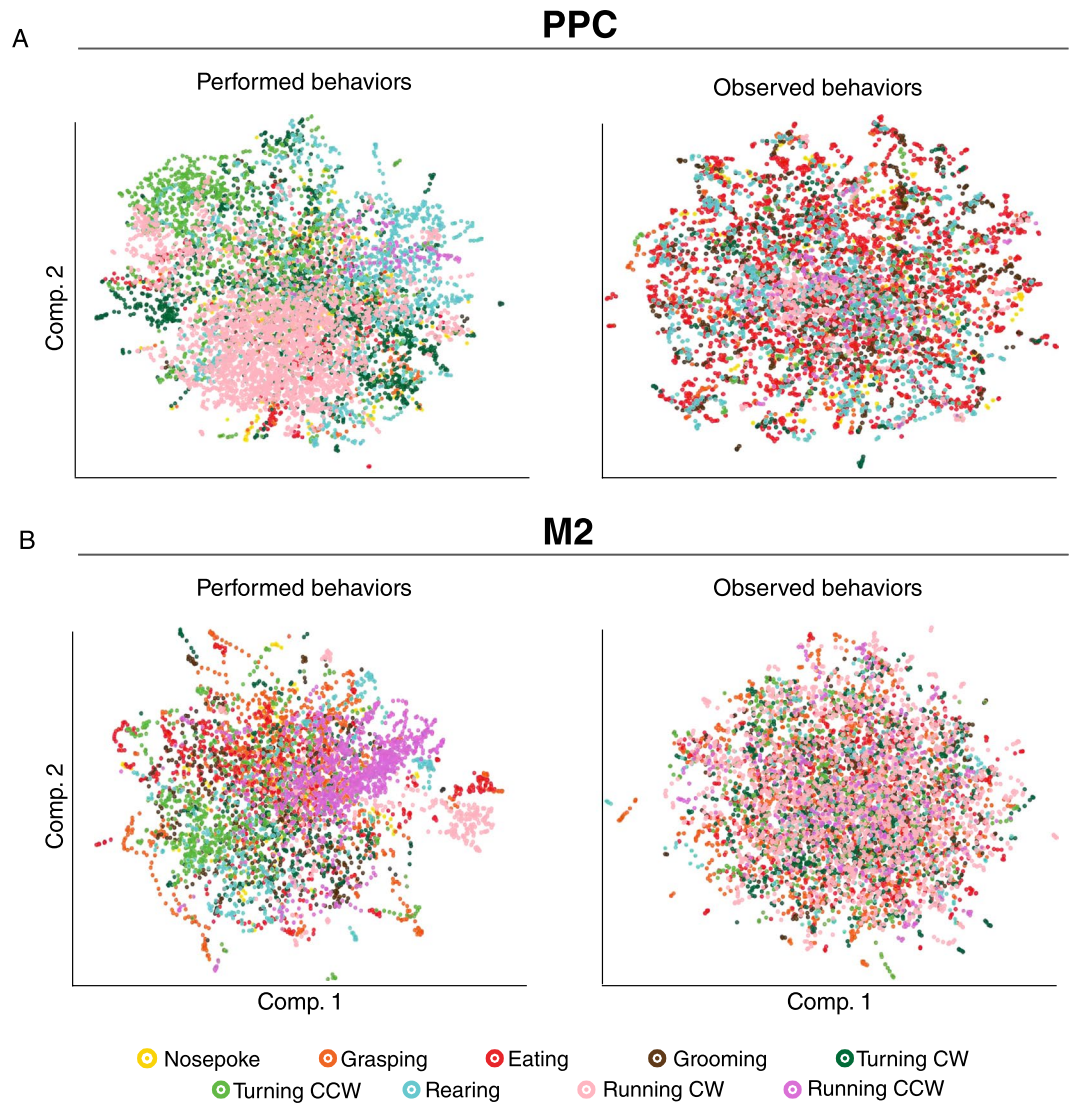 A
PPC
Performed behaviors
Observed behaviors
Comp. 2
B
M2
Performed behaviors
Observed behaviors
Comp. 2
Comp. 1
Comp. 1
Nosepoke
Grasping
Eating
Grooming
Turning CW
Turning CCW
Rearing
Running CW
Running CCW